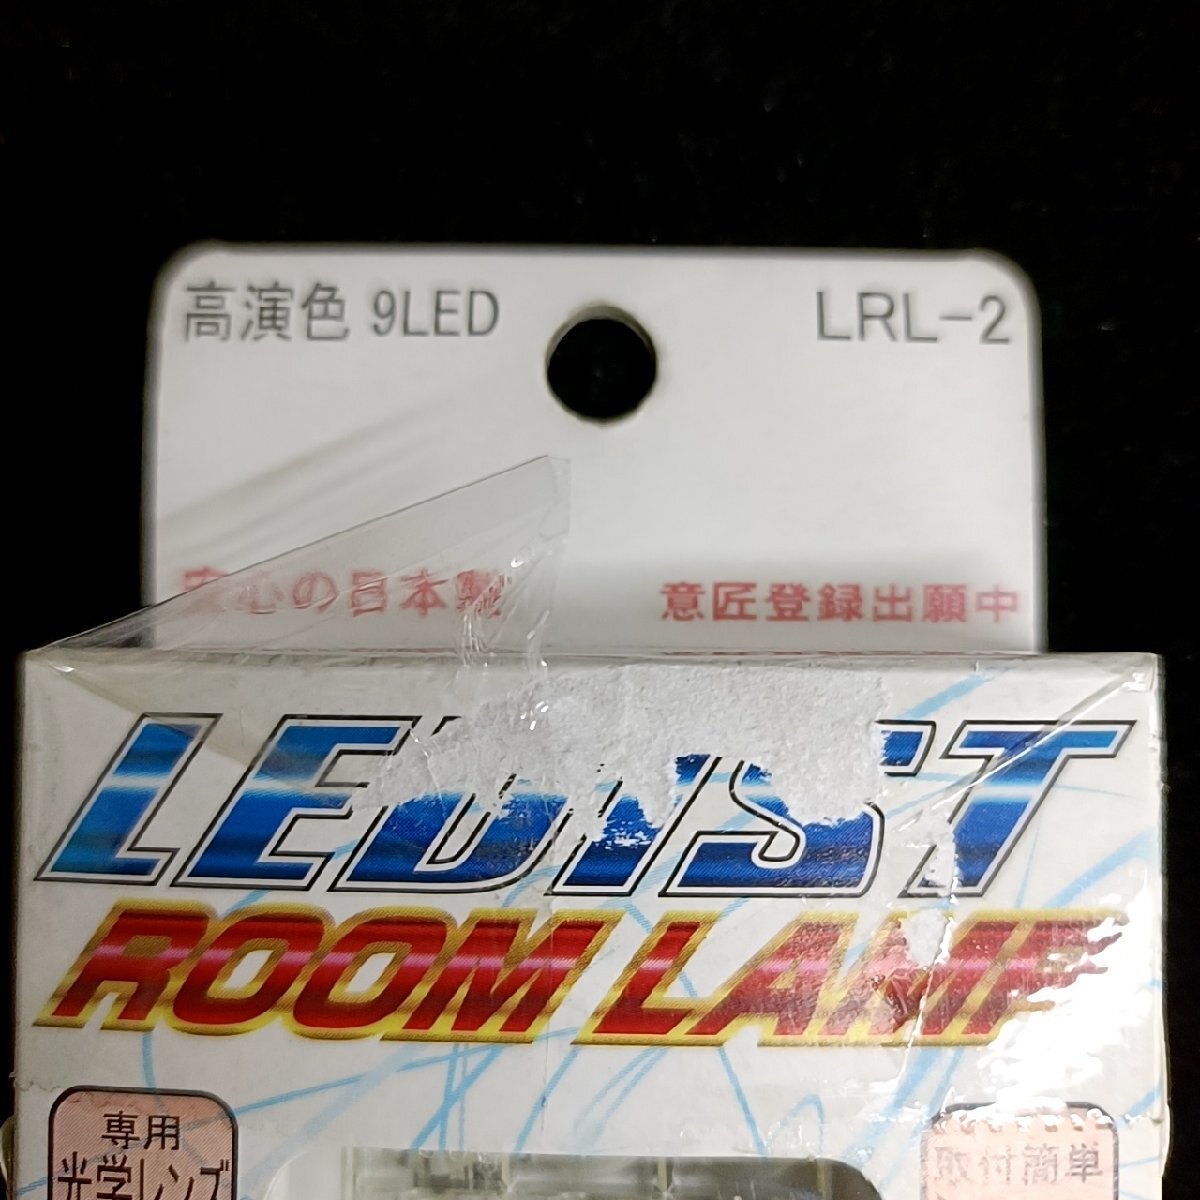 高演色 9LED
LRL-2
安心の日本製
意匠登録出願中
LEDIST
ROOM LAMP
専用
光学レンズ
取付簡単